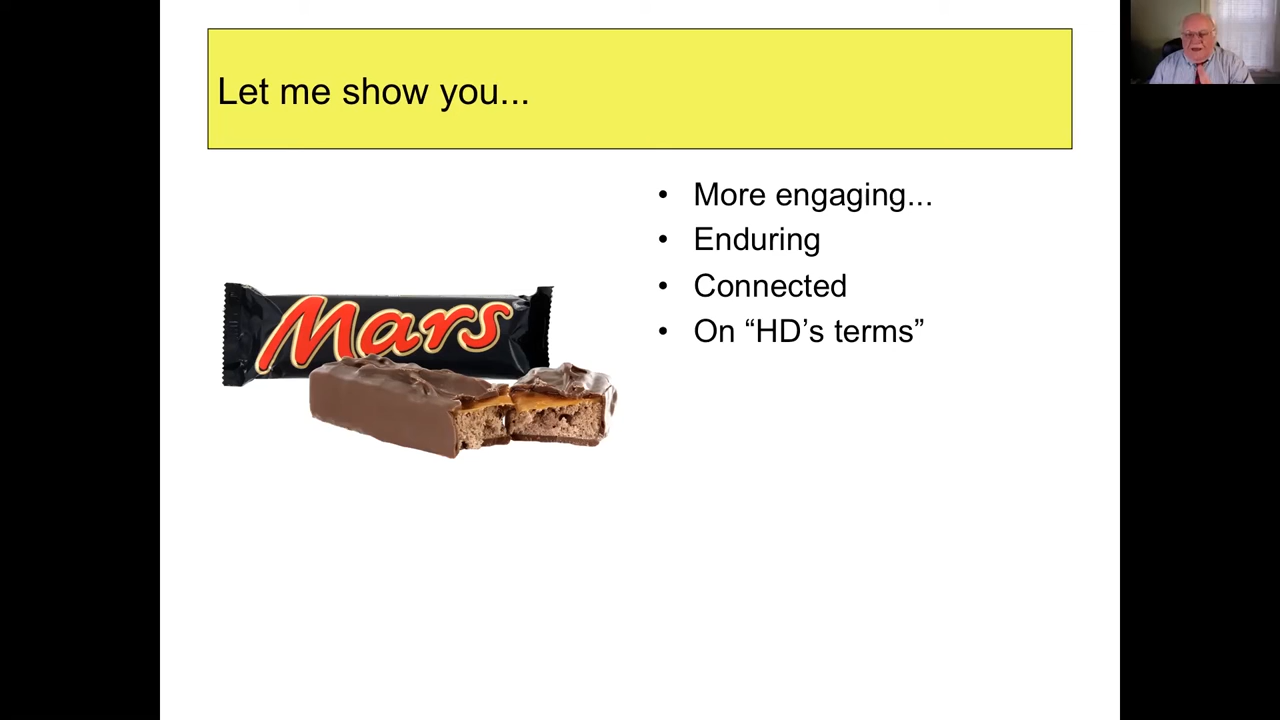 Let me show you...
• More engaging...
• Enduring
• Connected
• On “HD’s terms”
Mars